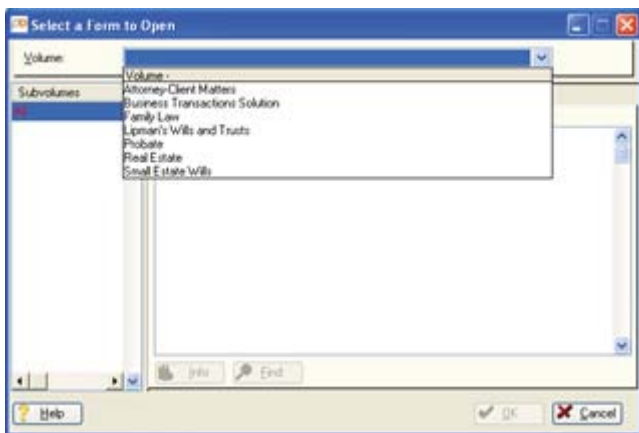 Select a Form to Open
Volume:
Volume -
Subvolumes
Attorney-Client Matters
Business Transactions Solution
Family Law
Lipman's Wills and Trusts
Probate
Real Estate
Small Estate Wills
Info
Find
Help
OK
Cancel